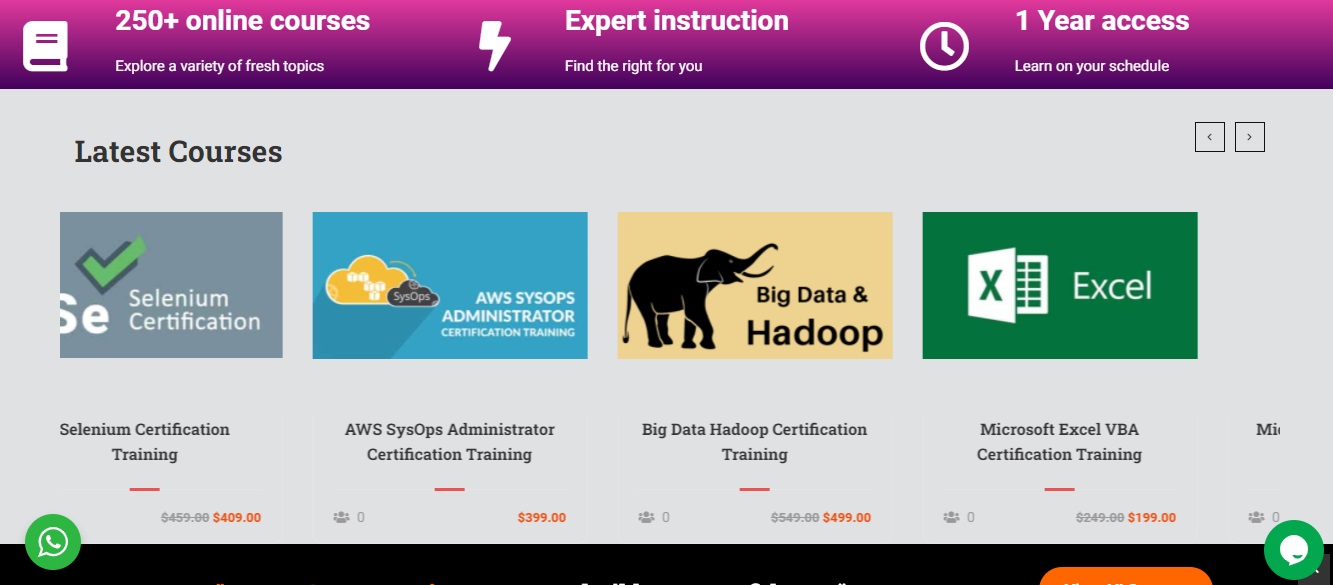 250+ online courses
Explore a variety of fresh topics
Expert instruction
Find the right for you
1 Year access
Learn on your schedule
Latest Courses
Se
Selenium
Certification
SysOps
AWS SYSOPS
ADMINISTRATOR
CERTIFICATION TRAINING
Big Data &
Hadoop
X
Excel
Selenium Certification
Training
$459.00 $409.00
AWS SysOps Administrator
Certification Training
0
$399.00
Big Data Hadoop Certification
Training
0
$549.00 $499.00
Microsoft Excel VBA
Certification Training
0
$249.00 $199.00
Mi
0